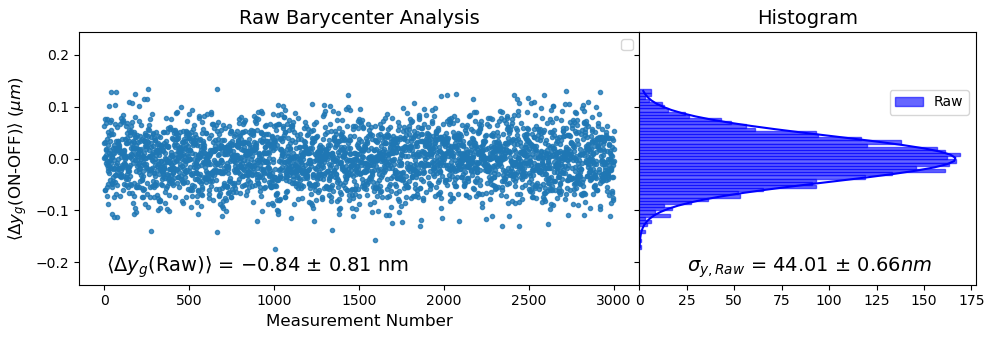 Raw Barycenter Analysis
Histogram
⟨Δy_g(ON-OFF)⟩ (μm)
0.2
0.1
0.0
−0.1
−0.2
Raw
⟨Δy_g(Raw)⟩ = −0.84 ± 0.81 nm
σ_{y,Raw} = 44.01 ± 0.66nm
0 500 1000 1500 2000 2500 3000
0 25 50 75 100 125 150 175
Measurement Number